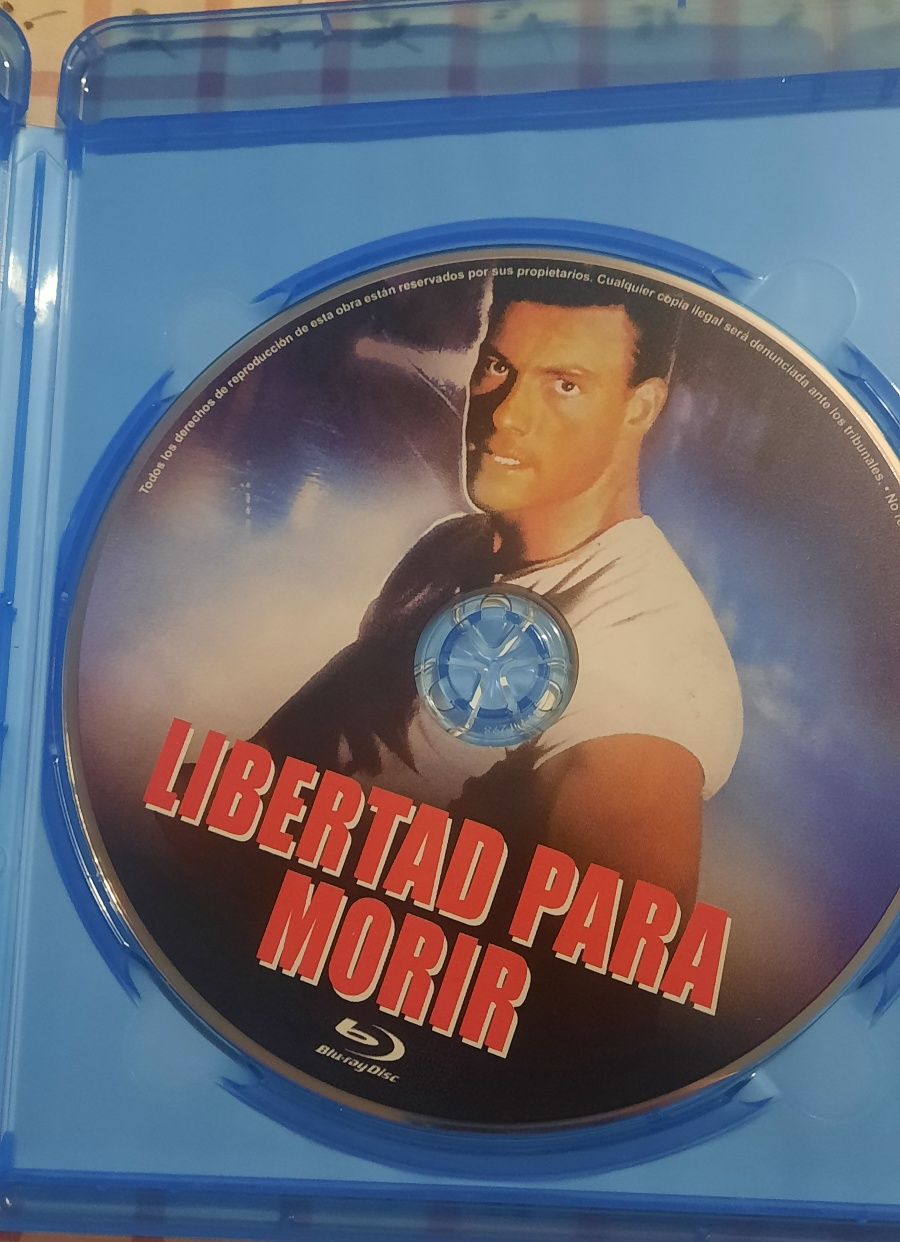 Todos los derechos de reproducción de esta obra están reservados por sus propietarios. Cualquier copia ilegal será denunciada ante los tribunales. • No
LIBERTAD PARA
MORIR
Blu-ray Disc